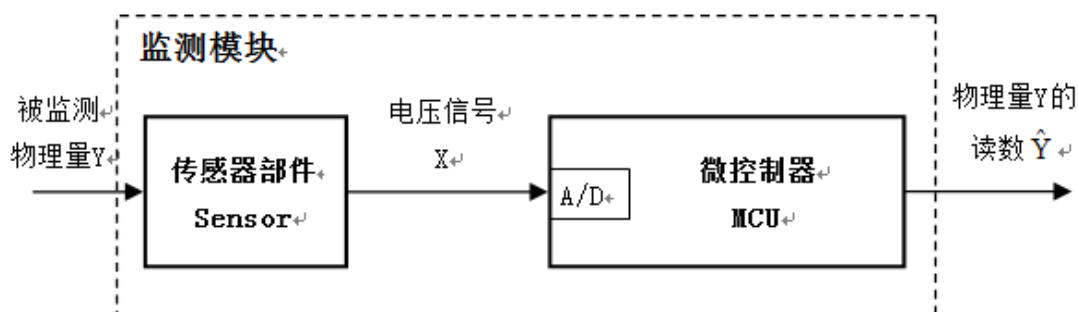 监测模块
被监测
物理量Y
传感器部件
Sensor
电压信号
X
A/D
微控制器
MCU
物理量Y的
读数 Ŷ